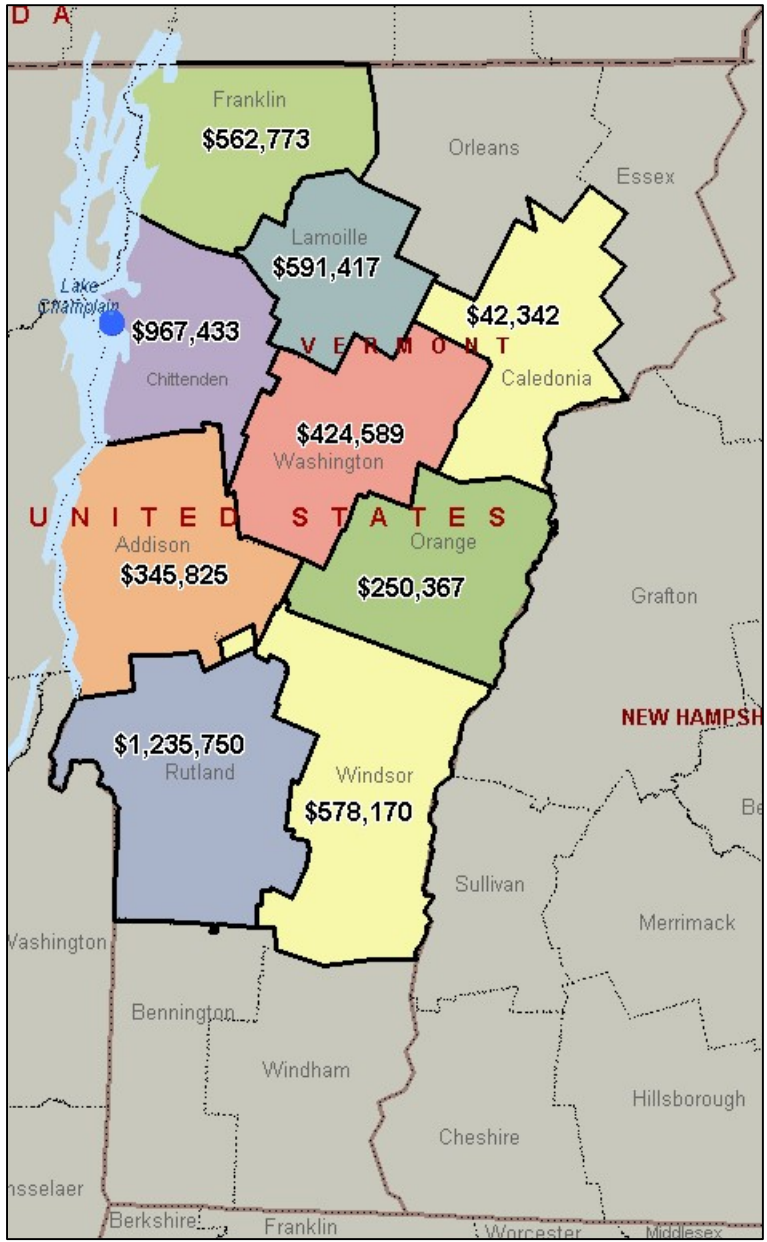 D A
Franklin
$562,773
Orleans
Essex
Lamoille
$591,417
Lake
Champlain
$42,342
$967,433
V E R M O N T
Chittenden
Caledonia
$424,589
Washington
U N I T E D S T A T E S
Addison
Orange
$345,825
$250,367
Grafton
NEW HAMPSH
$1,235,750
Rutland
Windsor
$578,170
Be
Sullivan
Merrimack
Washington
Bennington
Windham
Hillsborough
Cheshire
nsselaer
Berkshire
Franklin
Worcester
Middlesex